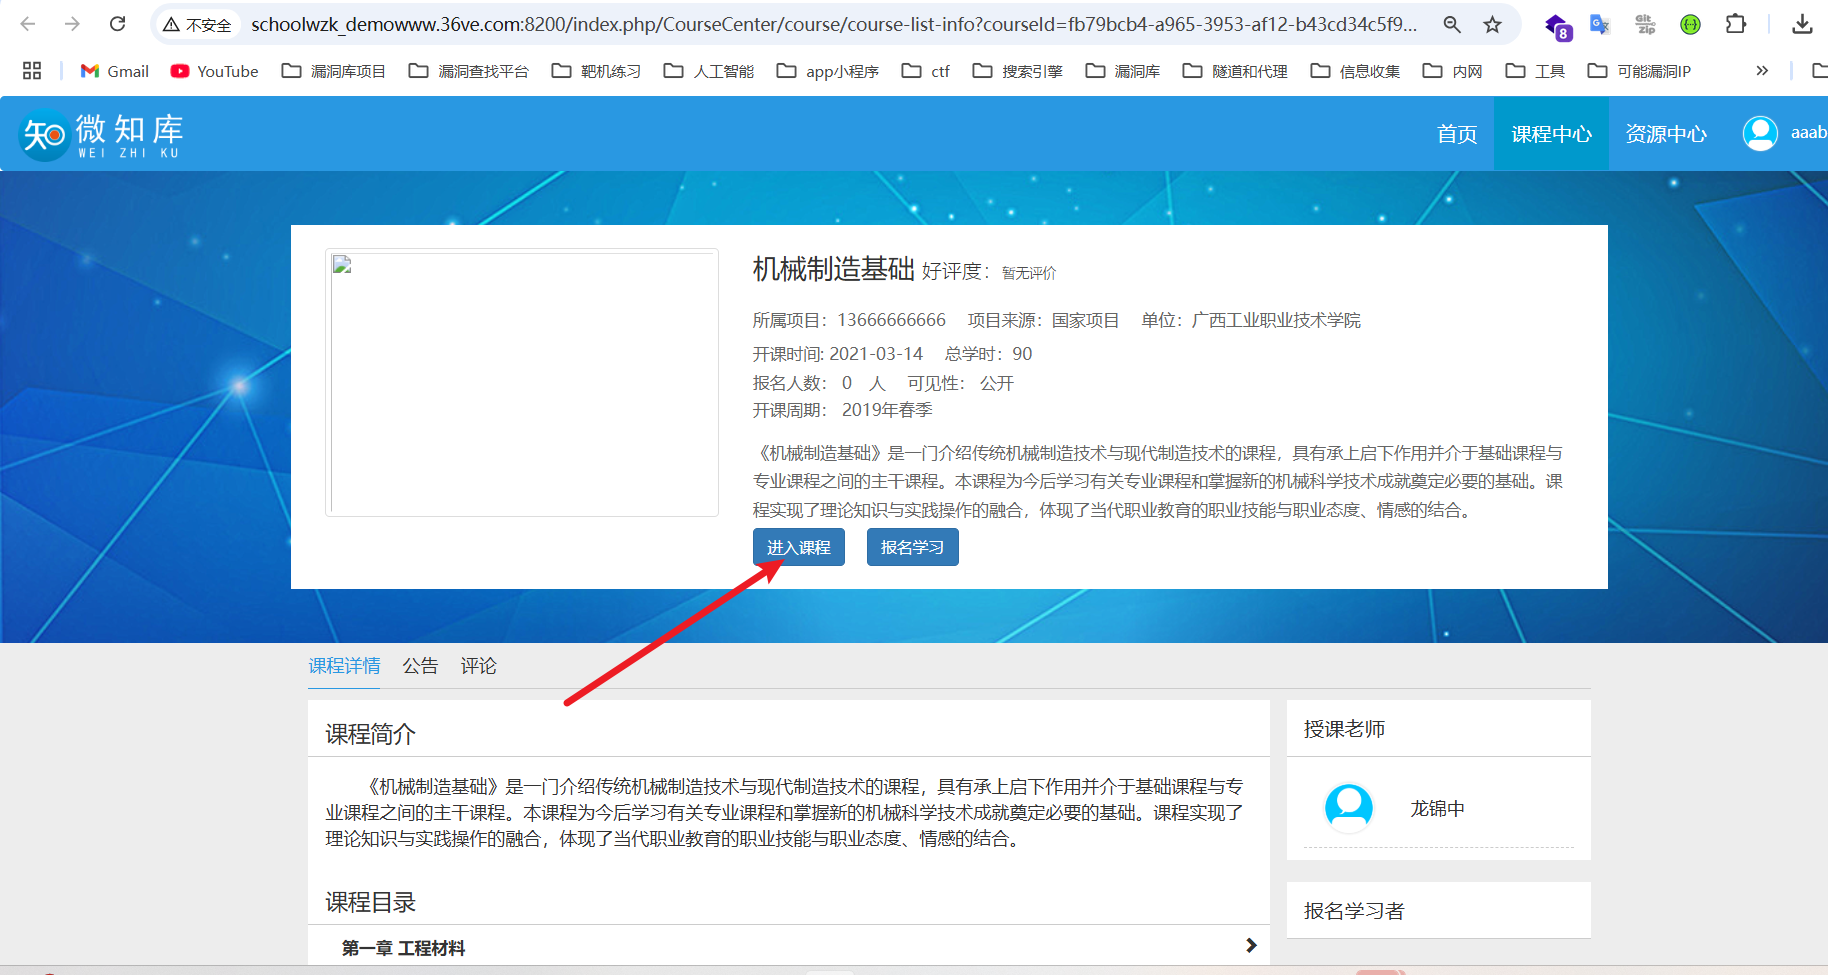 不安全 schoolwzk_demowww.36ve.com:8200/index.php/CourseCenter/course/course-list-info?courseId=fb79bcb4-a965-3953-af12-b43cd34c5f9... 8 Git Zip
Gmail YouTube 漏洞库项目 漏洞查找平台 靶机练习 人工智能 app小程序 ctf 搜索引擎 漏洞库 隧道和代理 信息收集 内网 工具 可能漏洞IP
知 微知库 首页 课程中心 资源中心 aaab
WEI ZHI KU
机械制造基础 好评度：暂无评价
所属项目：13666666666 项目来源：国家项目 单位：广西工业职业技术学院
开课时间: 2021-03-14 总学时：90
报名人数： 0 人 可见性： 公开
开课周期： 2019年春季
《机械制造基础》是一门介绍传统机械制造技术与现代制造技术的课程，具有承上启下作用并介于基础课程与
专业课程之间的主干课程。本课程为今后学习有关专业课程和掌握新的机械科学技术成就奠定必要的基础。课
程实现了理论知识与实践操作的融合，体现了当代职业教育的职业技能与职业态度、情感的结合。
进入课程 报名学习
课程详情 公告 评论
课程简介
《机械制造基础》是一门介绍传统机械制造技术与现代制造技术的课程，具有承上启下作用并介于基础课程与专
业课程之间的主干课程。本课程为今后学习有关专业课程和掌握新的机械科学技术成就奠定必要的基础。课程实现了
理论知识与实践操作的融合，体现了当代职业教育的职业技能与职业态度、情感的结合。
课程目录
第一章 工程材料
授课老师
龙锦中
报名学习者